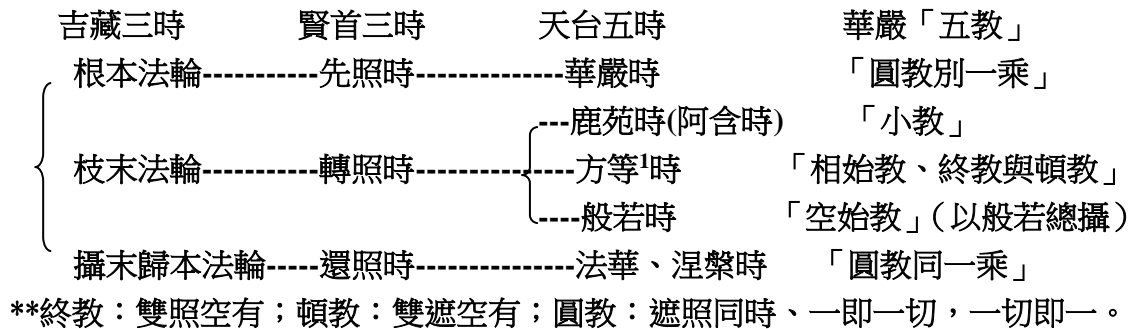 吉藏三時 賢首三時 天台五時 華嚴「五教」
根本法輪-----------先照時--------------華嚴時 「圓教別一乘」
---鹿苑時(阿含時) 「小教」
枝末法輪-----------轉照時---------------方等1時 「相始教、終教與頓教」
----般若時 「空始教」(以般若總攝)
攝末歸本法輪-----還照時---------------法華、涅槃時 「圓教同一乘」
**終教：雙照空有；頓教：雙遮空有；圓教：遮照同時、一即一切，一切即一。